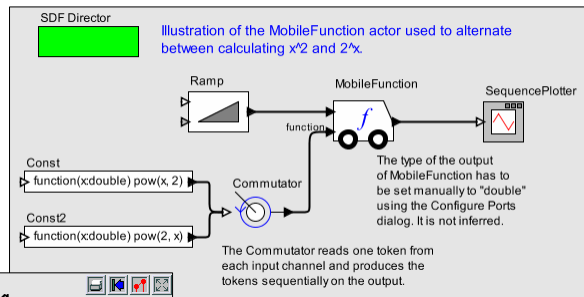 SDF Director
Illustration of the MobileFunction actor used to alternate
between calculating x^2 and 2^x.
Ramp
MobileFunction
SequencePlotter
f
function
Const
function(x:double) pow(x, 2)
Commutator
Const2
function(x:double) pow(2, x)
The type of the output
of MobileFunction has to
be set manually to "double"
using the Configure Ports
dialog. It is not inferred.
The Commutator reads one token from
each input channel and produces the
tokens sequentially on the output.